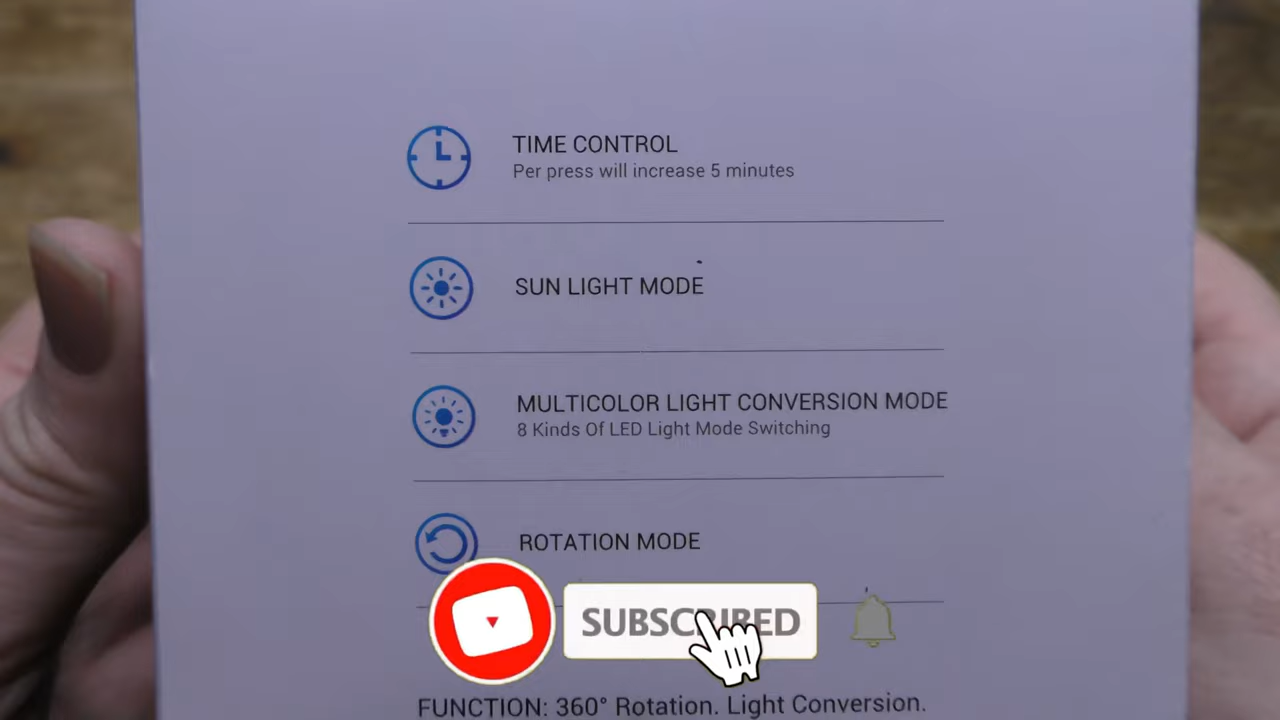 TIME CONTROL
Per press will increase 5 minutes
SUN LIGHT MODE
MULTICOLOR LIGHT CONVERSION MODE
8 Kinds Of LED Light Mode Switching
ROTATION MODE
SUBSCRIBED
FUNCTION: 360° Rotation. Light Conversion.